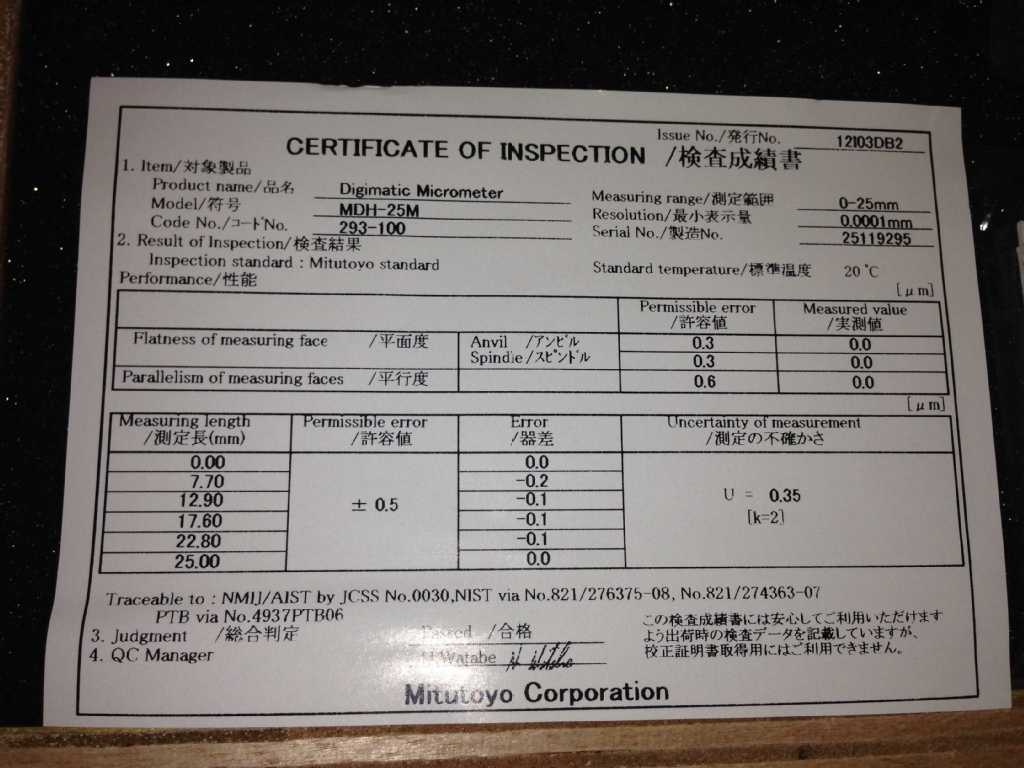 Issue No./発行No. 12I03DB2
CERTIFICATE OF INSPECTION /検査成績書
1. Item/対象製品
Product name/品名 Digimatic Micrometer
Measuring range/測定範囲 0-25mm
Model/符号 MDH-25M
Resolution/最小表示量 0.0001mm
Code No./コードNo. 293-100
Serial No./製造No. 25119295
2. Result of Inspection/検査結果
Inspection standard : Mitutoyo standard
Standard temperature/標準温度 20℃
Performance/性能
[μm]
Permissible error Measured value
/許容値 /実測値
Flatness of measuring face /平面度 Anvil /アンビル 0.3 0.0
Spindle/スピンドル 0.3 0.0
Parallelism of measuring faces /平行度 0.6 0.0
[μm]
Measuring length Permissible error Error Uncertainty of measurement
/測定長(mm) /許容値 /器差 /測定の不確かさ
0.00 0.0
7.70 -0.2
12.90 -0.1
± 0.5 U = 0.35
17.60 -0.1
[k=2]
22.80 -0.1
25.00 0.0
Traceable to : NMIJ/AIST by JCSS No.0030,NIST via No.821/276375-08, No.821/274363-07
PTB via No.4937PTB06
3. Judgment /総合判定 Passed /合格
4. QC Manager Watabe
この検査成績書には安心してご利用いただけます
よう出荷時の検査データを記載していますが、
校正証明書取得用にはご利用できません。
Mitutoyo Corporation